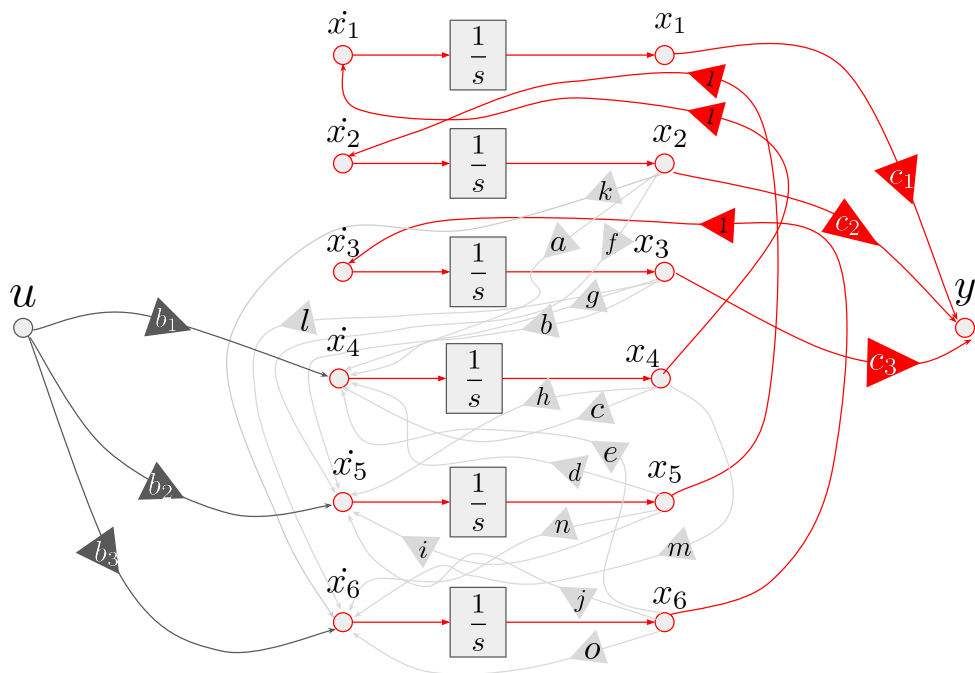 ẋ1 1/s x1
1
1
ẋ2 1/s x2
k
c1
a f c2
ẋ3 1/s x3
1
u y
g
b1 l b
ẋ4 1/s x4
c3
h c
e
ẋ5 1/s x5
d
b2
n
b3 i m
ẋ6 1/s x6
j
o